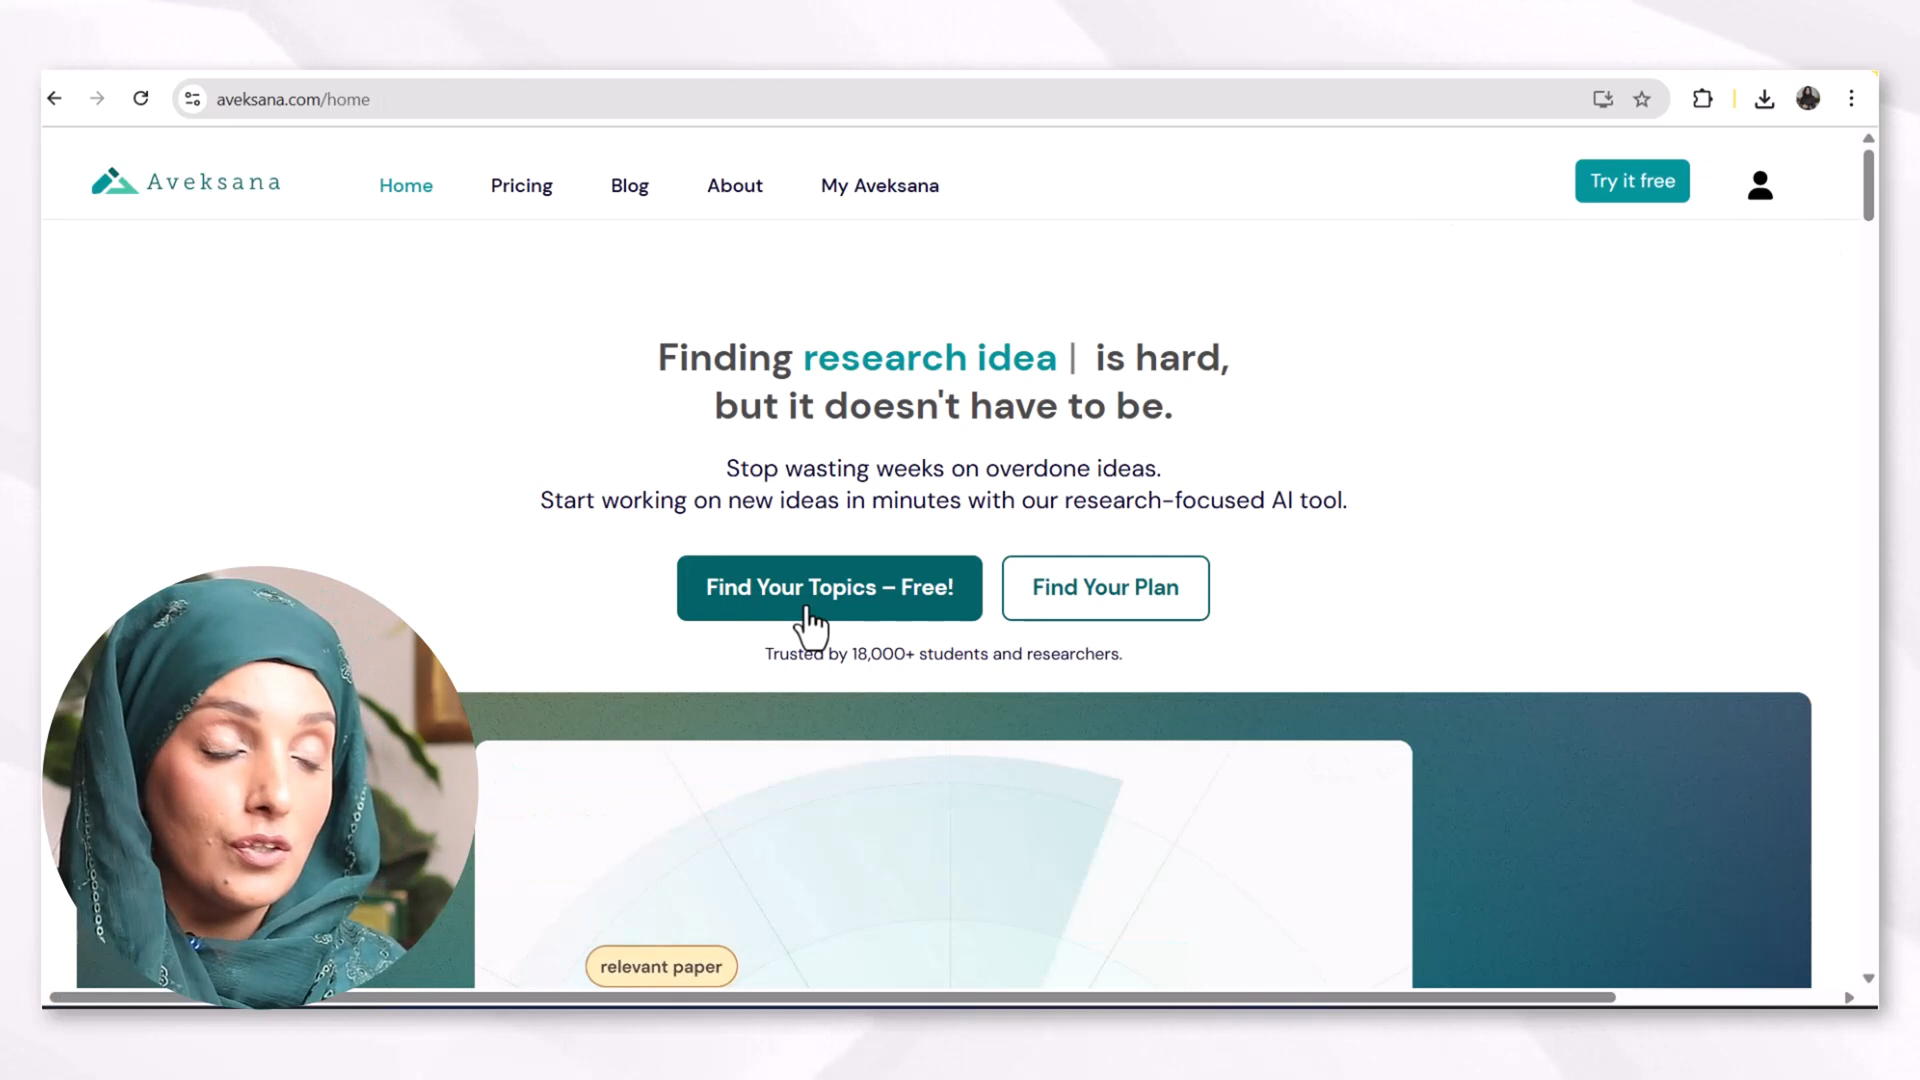 aveksana.com/home
Aveksana
Home
Pricing
Blog
About
My Aveksana
Try it free
Finding research idea | is hard,
but it doesn't have to be.
Stop wasting weeks on overdone ideas.
Start working on new ideas in minutes with our research-focused AI tool.
Find Your Topics – Free!
Find Your Plan
Trusted by 18,000+ students and researchers.
relevant paper